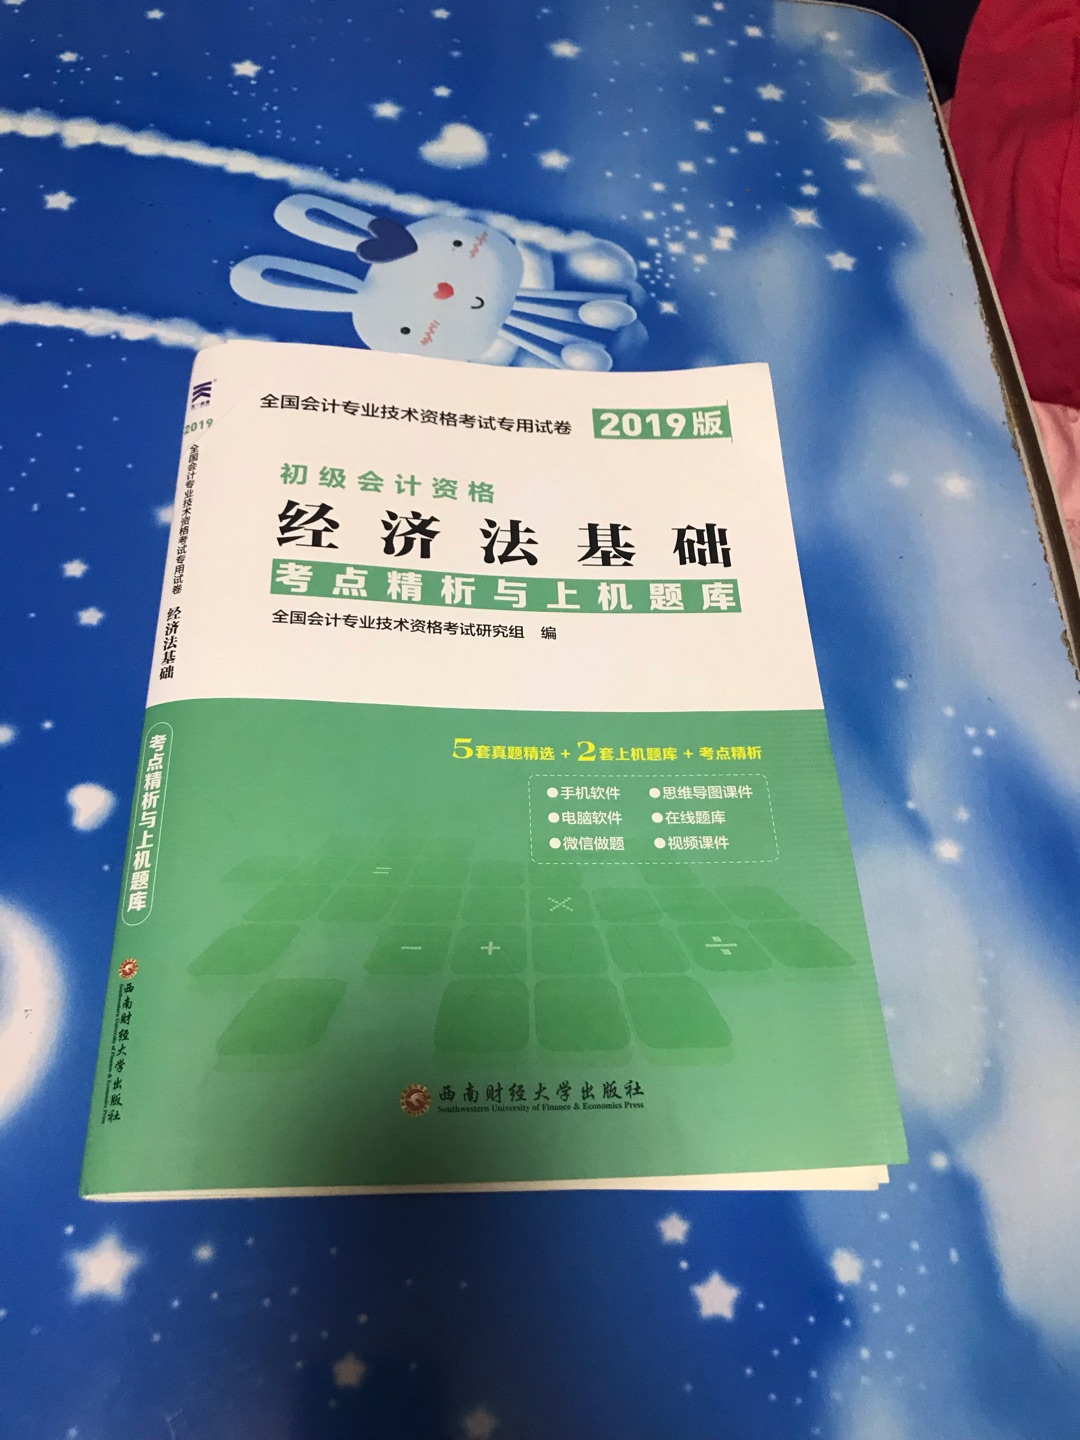 全国会计专业技术资格考试专用试卷 2019版
初级会计资格
经济法基础
考点精析与上机题库
全国会计专业技术资格考试研究组 编
5套真题精选+2套上机题库+考点精析
●手机软件 ●思维导图课件
●电脑软件 ●在线题库
●微信做题 ●视频课件
西南财经大学出版社
Southwestern University of Finance & Economics Press
2019
全国会计专业技术资格考试专用试卷
经济法基础
考点精析与上机题库
西南财经大学出版社
Southwestern University of Finance & Economics Press